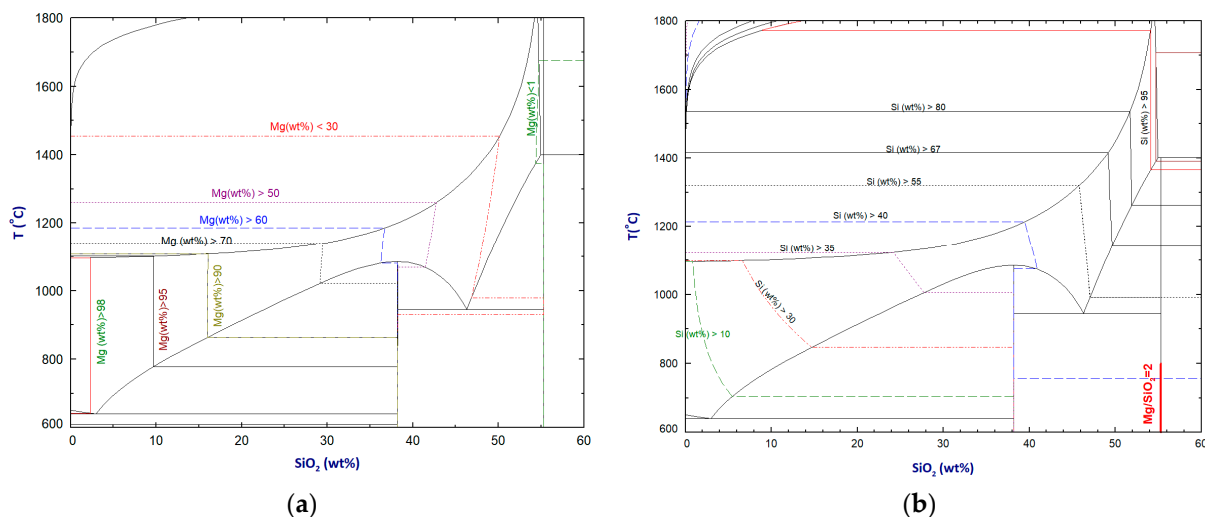 1800
1600
1400
1200
1000
800
600
T (°C)
Mg(wt%) < 30
Mg(wt%)<1
Mg(wt%) > 50
Mg(wt%) > 60
Mg (wt%) > 70
Mg (wt%)>98
Mg(wt%)>95
Mg(wt%)>90
0 10 20 30 40 50 60
SiO₂ (wt%)
(a)
1800
1600
1400
1200
1000
800
600
T(°C)
Si (wt%) > 80
Si (wt%) > 95
Si (wt%) > 67
Si (wt%) > 55
Si (wt%) > 40
Si (wt%) > 35
Si (wt%) > 30
Si (wt%) > 10
Mg/SiO₂=2
0 10 20 30 40 50 60
SiO₂ (wt%)
(b)